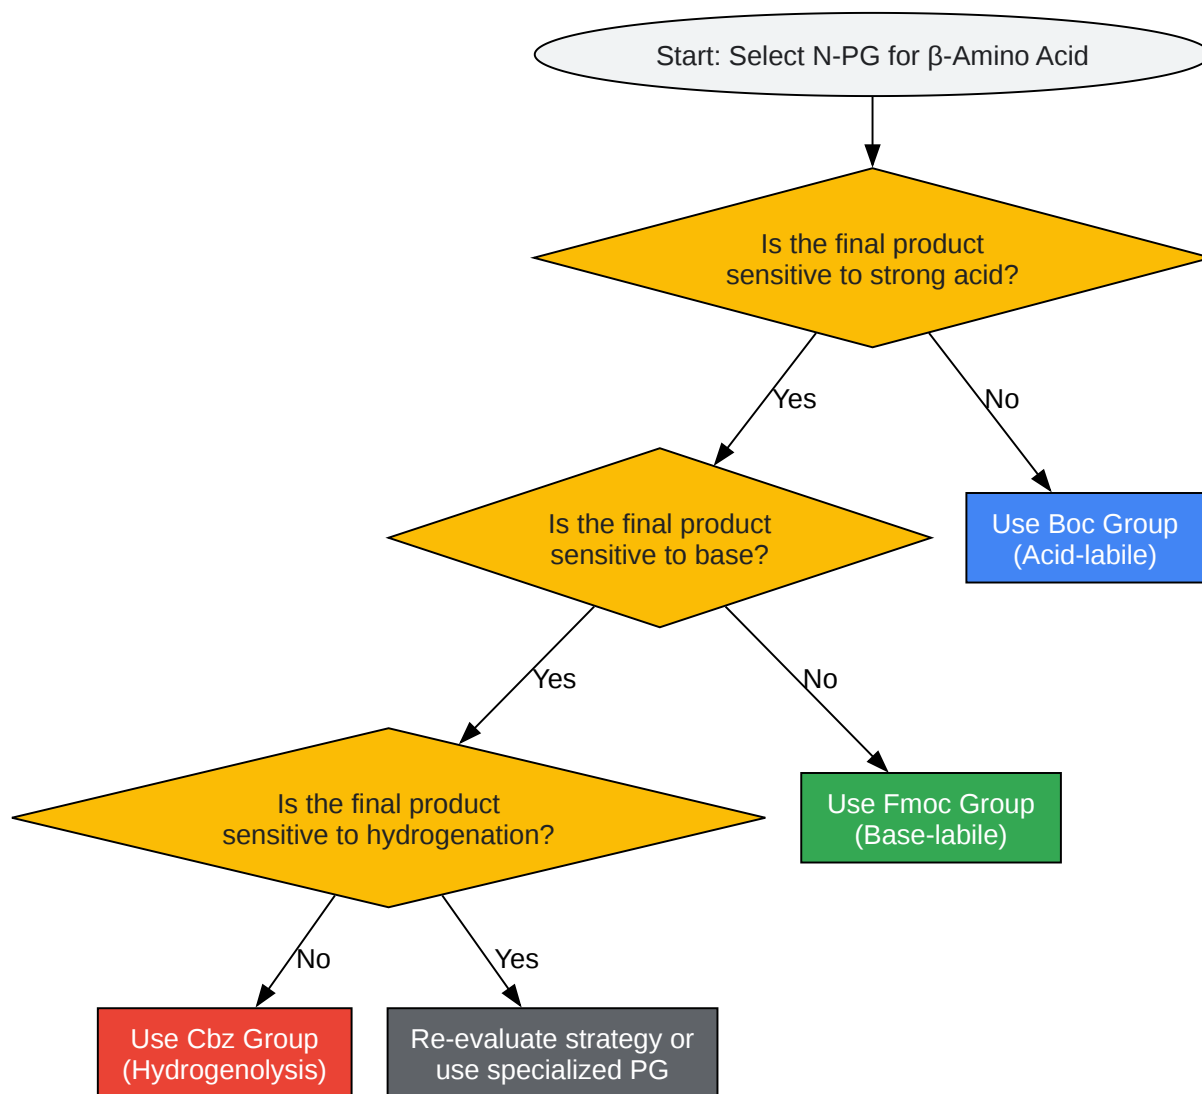 Start: Select N-PG for β-Amino Acid
Is the final product
sensitive to strong acid?
Yes
No
Is the final product
sensitive to base?
Use Boc Group
(Acid-labile)
Yes
No
Is the final product
sensitive to hydrogenation?
Use Fmoc Group
(Base-labile)
No
Yes
Use Cbz Group
(Hydrogenolysis)
Re-evaluate strategy or
use specialized PG